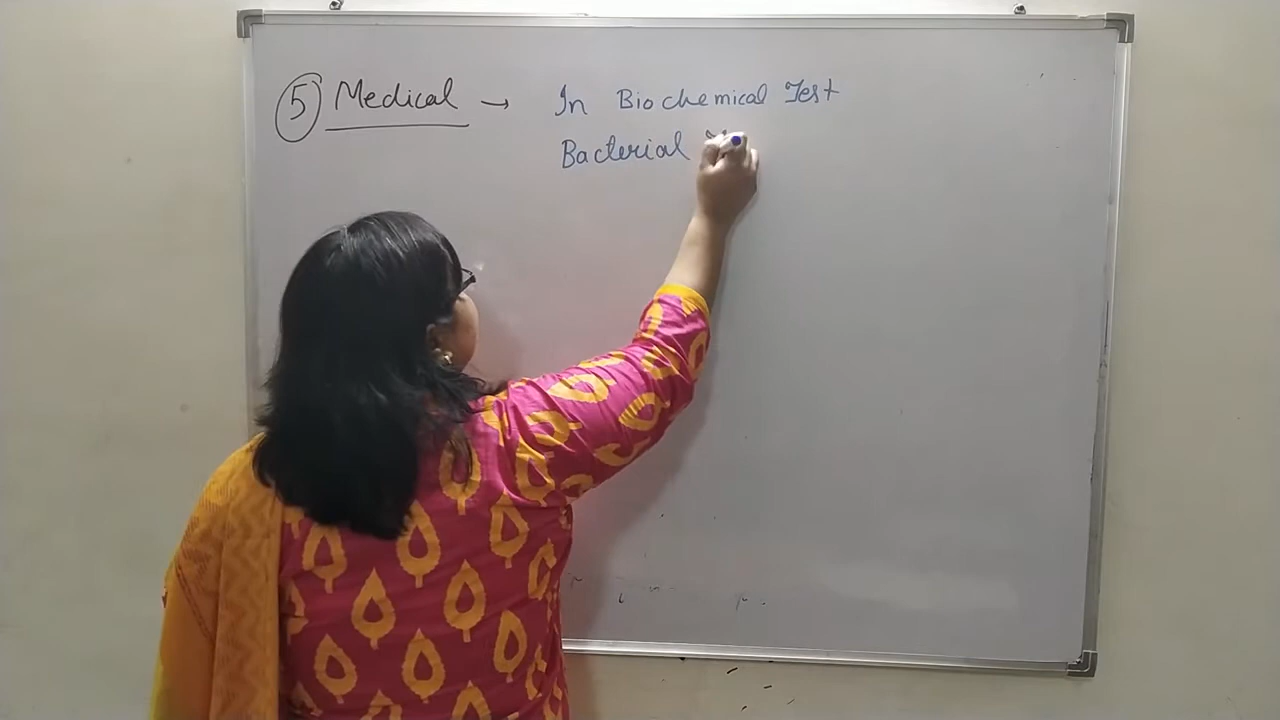 ⑤ Medical → In Biochemical Test
Bacterial